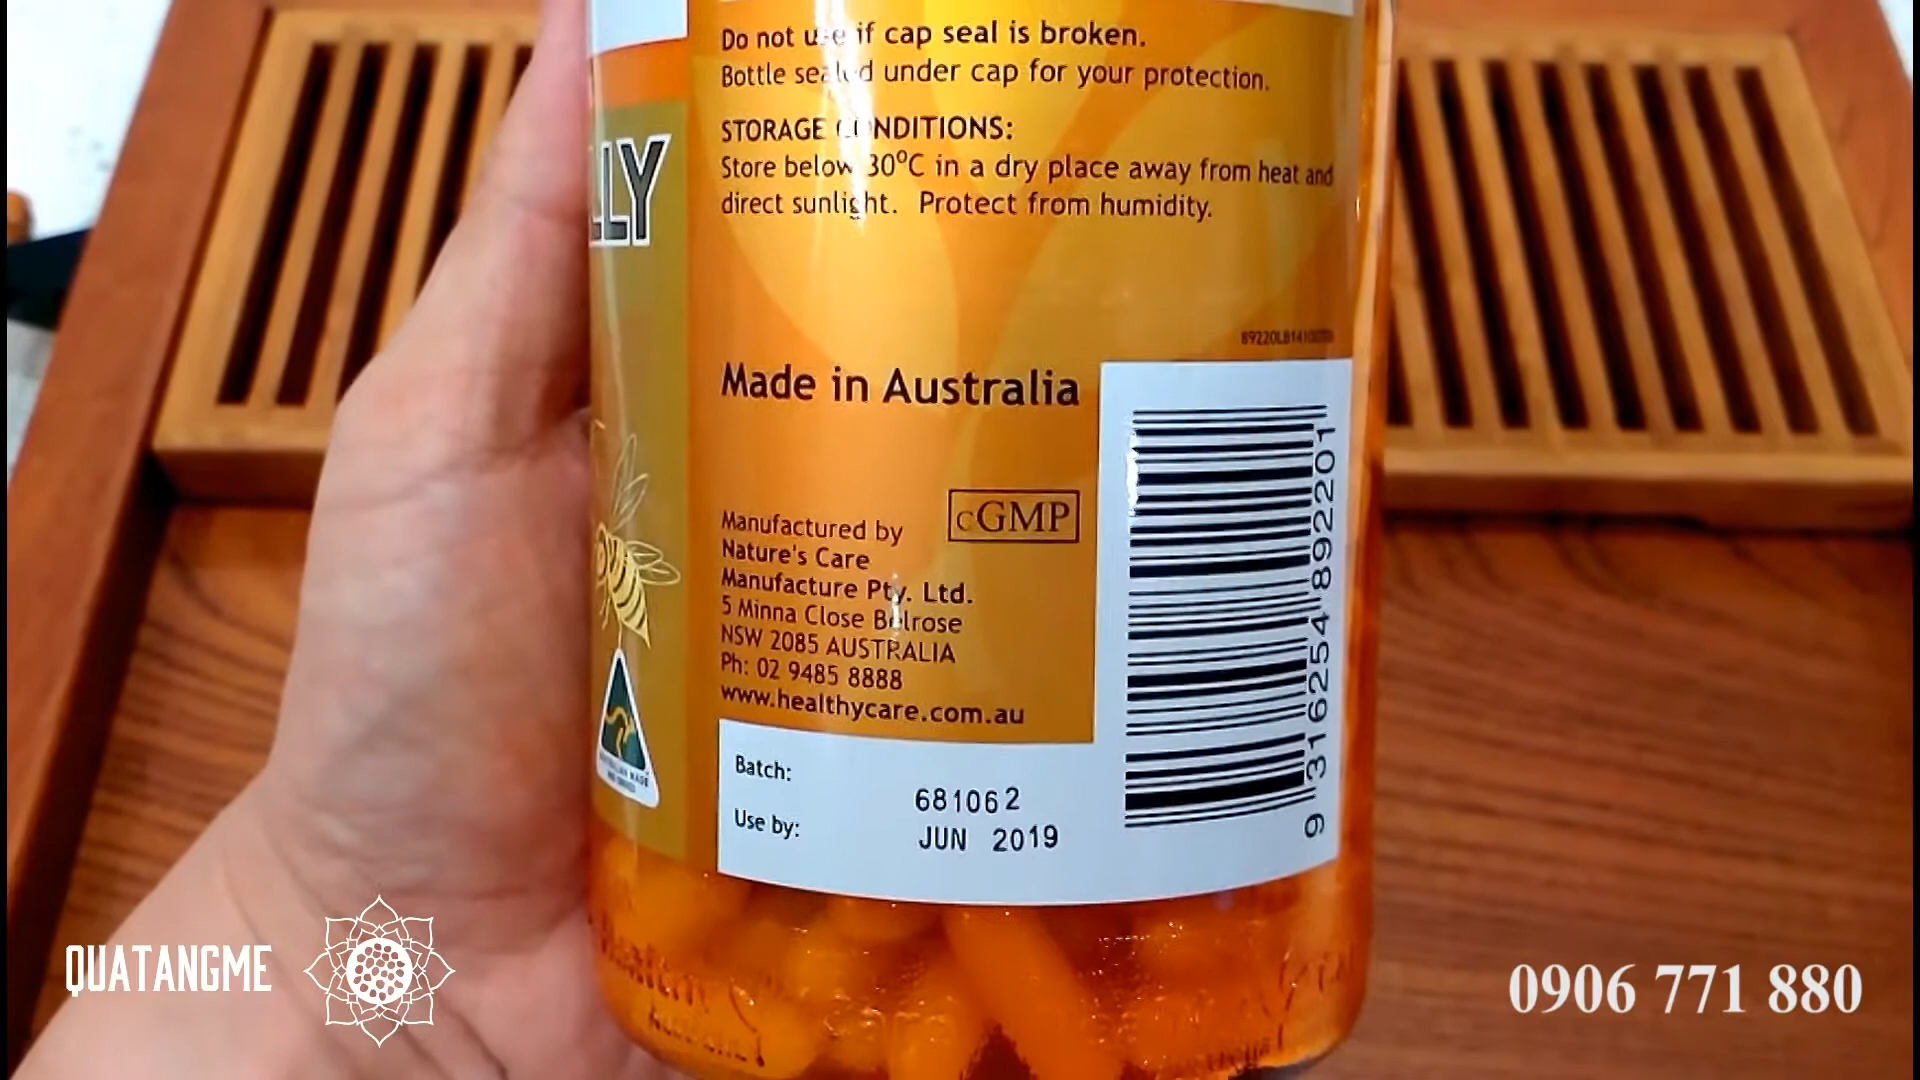 Do not use if cap seal is broken.
Bottle sealed under cap for your protection.
STORAGE CONDITIONS:
Store below 30°C in a dry place away from heat and
direct sunlight. Protect from humidity.
LLY
Made in Australia
cGMP
Manufactured by
Nature's Care
Manufacture Pty. Ltd.
5 Minna Close Belrose
NSW 2085 AUSTRALIA
Ph: 02 9485 8888
www.healthycare.com.au
Batch: 681062
Use by: JUN 2019
9 316254 892201
QUATANGME
0906 771 880